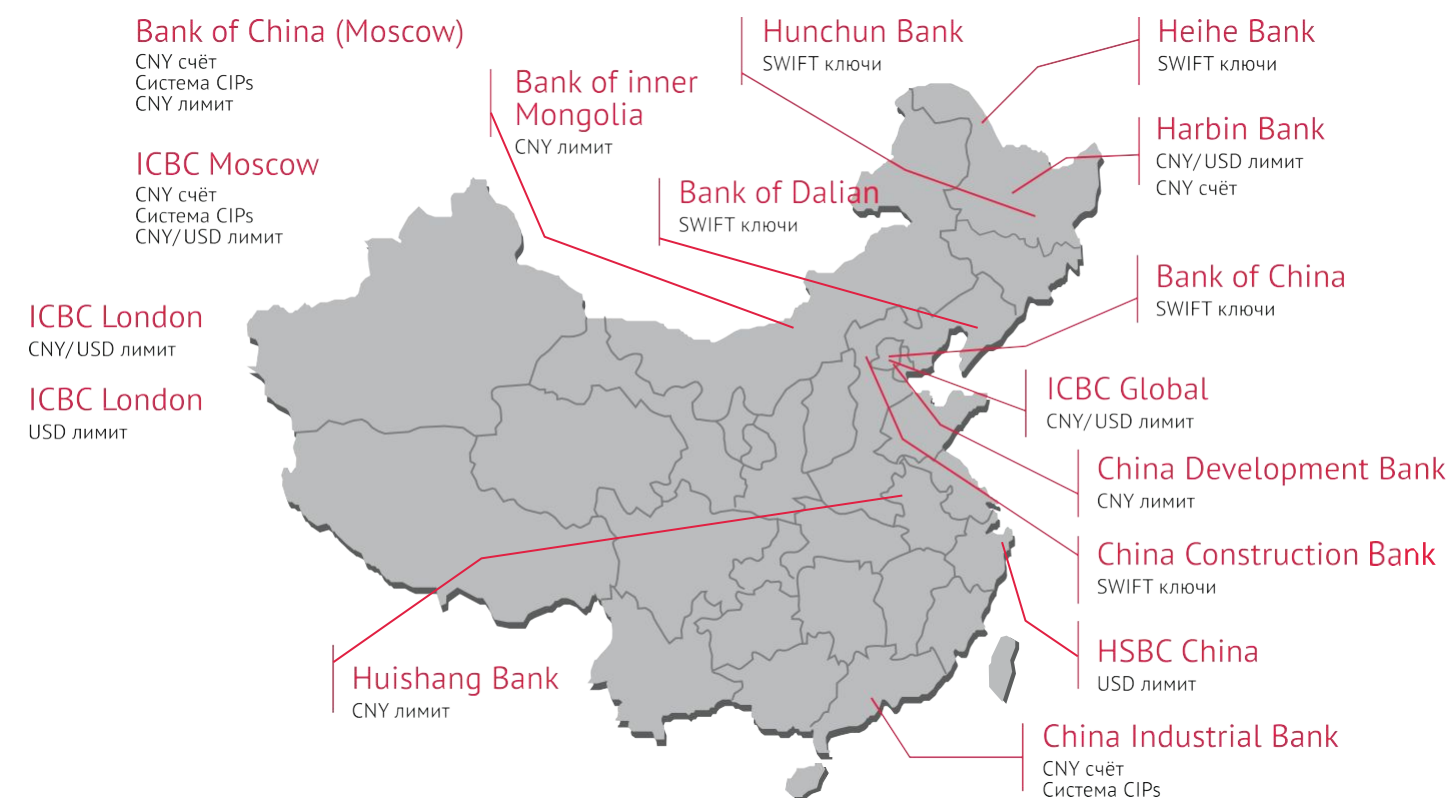 Bank of China (Moscow)
CNY счёт
Система CIPs
CNY лимит
ICBC Moscow
CNY счёт
Система CIPs
CNY/USD лимит
ICBC London
CNY/USD лимит
ICBC London
USD лимит
Bank of inner
Mongolia
CNY лимит
Bank of Dalian
SWIFT ключи
Hunchun Bank
SWIFT ключи
Heihe Bank
SWIFT ключи
Harbin Bank
CNY/USD лимит
CNY счёт
Bank of China
SWIFT ключи
ICBC Global
CNY/USD лимит
China Development Bank
CNY лимит
China Construction Bank
SWIFT ключи
HSBC China
USD лимит
Huishang Bank
CNY лимит
China Industrial Bank
CNY счёт
Система CIPs